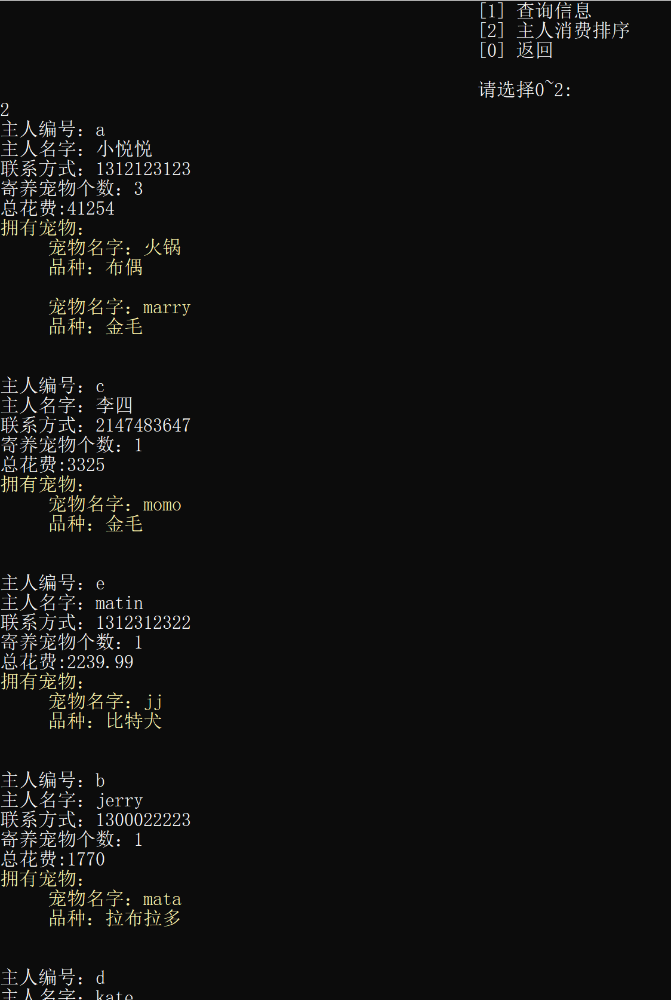 [1] 查询信息
[2] 主人消费排序
[0] 返回
请选择0~2:
2
主人编号：a
主人名字：小悦悦
联系方式：1312123123
寄养宠物个数：3
总花费:41254
拥有宠物：
宠物名字：火锅
品种：布偶
宠物名字：marry
品种：金毛
主人编号：c
主人名字：李四
联系方式：2147483647
寄养宠物个数：1
总花费:3325
拥有宠物：
宠物名字：momo
品种：金毛
主人编号：e
主人名字：matin
联系方式：1312312322
寄养宠物个数：1
总花费:2239.99
拥有宠物：
宠物名字：jj
品种：比特犬
主人编号：b
主人名字：jerry
联系方式：1300022223
寄养宠物个数：1
总花费:1770
拥有宠物：
宠物名字：mata
品种：拉布拉多
主人编号：d
主人名字：kate